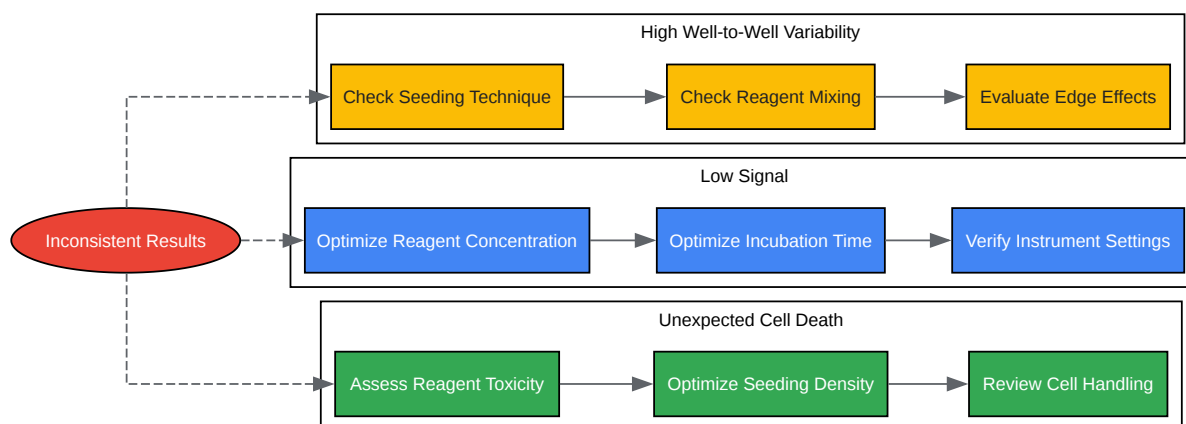 High Well-to-Well Variability
Check Seeding Technique
Check Reagent Mixing
Evaluate Edge Effects
Low Signal
Inconsistent Results
Optimize Reagent Concentration
Optimize Incubation Time
Verify Instrument Settings
Unexpected Cell Death
Assess Reagent Toxicity
Optimize Seeding Density
Review Cell Handling